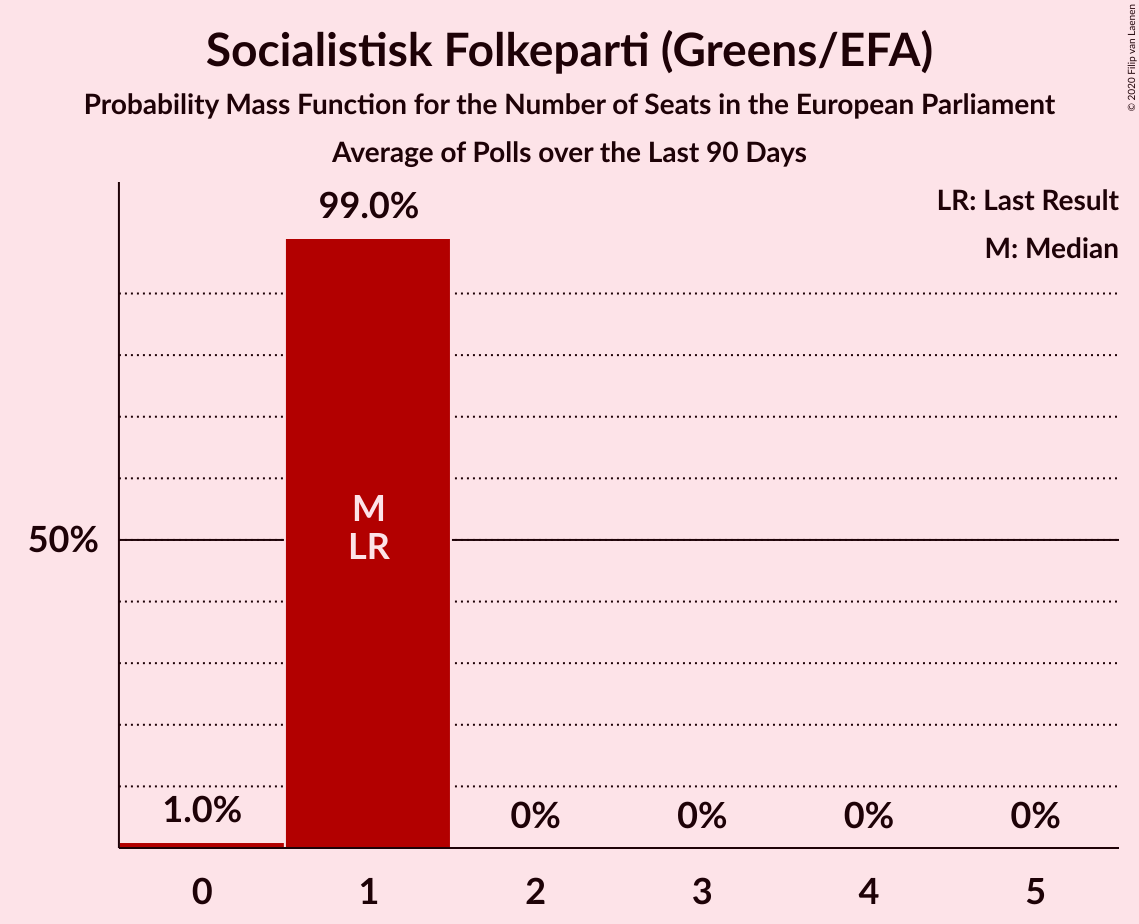 Socialistisk Folkeparti (Greens/EFA)
Probability Mass Function for the Number of Seats in the European Parliament
Average of Polls over the Last 90 Days
© 2020 Filip van Laenen
LR: Last Result
M: Median
99.0%
M
LR
50%
1.0%
0%
0%
0%
0%
0
1
2
3
4
5